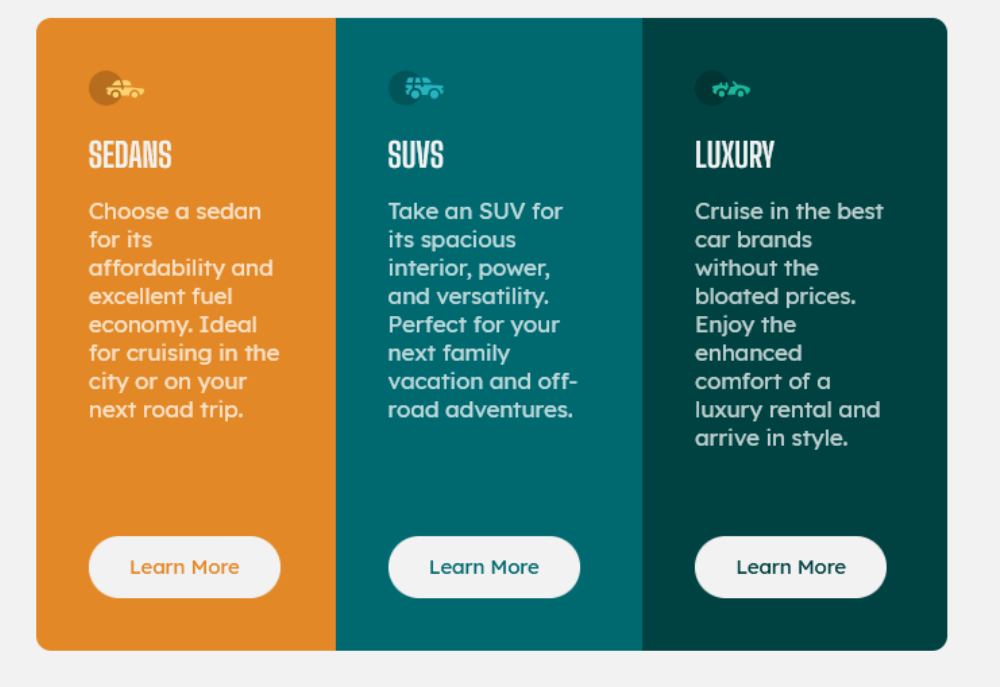 SEDANS
Choose a sedan
for its
affordability and
excellent fuel
economy. Ideal
for cruising in the
city or on your
next road trip.
Learn More
SUVS
Take an SUV for
its spacious
interior, power,
and versatility.
Perfect for your
next family
vacation and off-
road adventures.
Learn More
LUXURY
Cruise in the best
car brands
without the
bloated prices.
Enjoy the
enhanced
comfort of a
luxury rental and
arrive in style.
Learn More